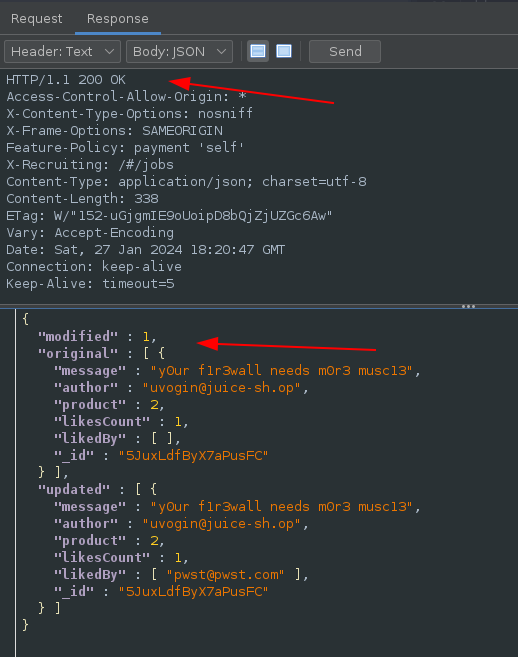 Request Response
Header: Text Body: JSON Send
HTTP/1.1 200 OK
Access-Control-Allow-Origin: *
X-Content-Type-Options: nosniff
X-Frame-Options: SAMEORIGIN
Feature-Policy: payment 'self'
X-Recruiting: /#/jobs
Content-Type: application/json; charset=utf-8
Content-Length: 338
ETag: W/"152-uGjgmIE9oUoipD8bQjZjUZGc6Aw"
Vary: Accept-Encoding
Date: Sat, 27 Jan 2024 18:20:47 GMT
Connection: keep-alive
Keep-Alive: timeout=5
{
"modified" : 1,
"original" : [ {
"message" : "y0ur f1r3wall needs m0r3 musc13",
"author" : "uvogin@juice-sh.op",
"product" : 2,
"likesCount" : 1,
"likedBy" : [ ],
"_id" : "5JuxLdfByX7aPusFC"
} ],
"updated" : [ {
"message" : "y0ur f1r3wall needs m0r3 musc13",
"author" : "uvogin@juice-sh.op",
"product" : 2,
"likesCount" : 1,
"likedBy" : [ "pwst@pwst.com" ],
"_id" : "5JuxLdfByX7aPusFC"
} ]
}